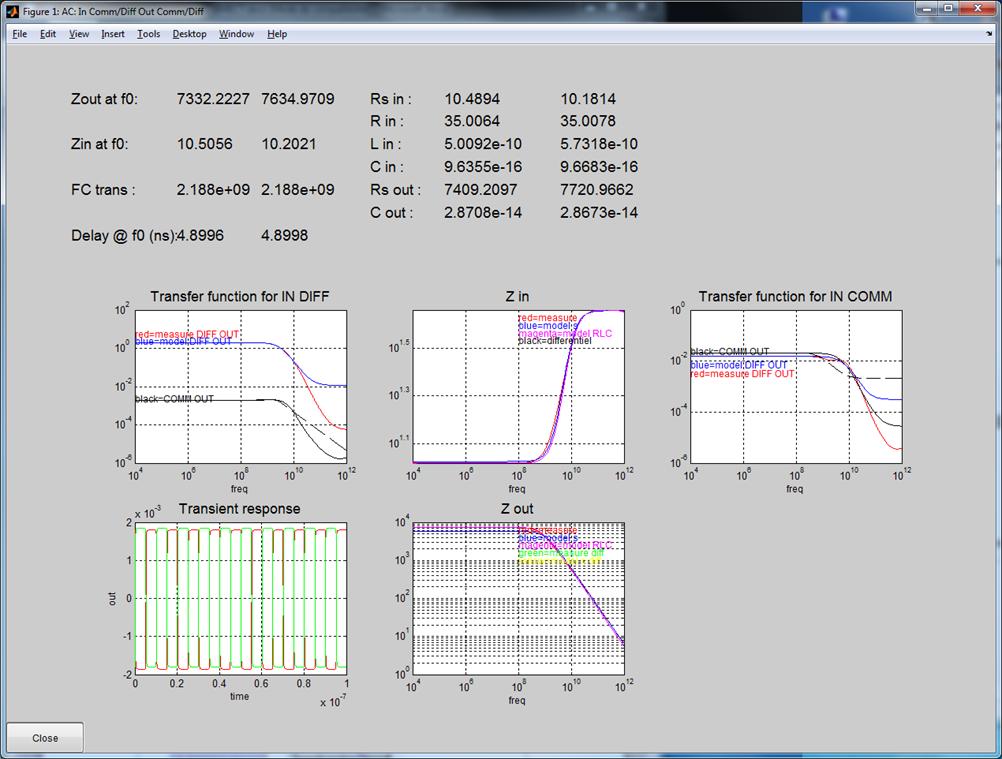 Figure 1: AC: In Comm/Diff Out Comm/Diff
File Edit View Insert Tools Desktop Window Help
Zout at f0: 7332.2227 7634.9709
Zin at f0: 10.5056 10.2021
FC trans : 2.188e+09 2.188e+09
Delay @ f0 (ns): 4.8996 4.8998
Rs in : 10.4894 10.1814
R in : 35.0064 35.0078
L in : 5.0092e-10 5.7318e-10
C in : 9.6355e-16 9.6683e-16
Rs out : 7409.2097 7720.9662
C out : 2.8708e-14 2.8673e-14
Transfer function for IN DIFF
10^2
10^0
10^-2
10^-4
10^-6
red=measure DIFF OUT
blue=model DIFF OUT
black=COMM OUT
10^4 10^6 10^8 10^10 10^12
freq
Z in
10^1.5
10^1.3
10^1.1
red=measure
blue=model s
magenta=model RLC
black=differentiel
10^4 10^6 10^8 10^10 10^12
freq
Transfer function for IN COMM
10^0
10^-2
10^-4
10^-6
black=COMM OUT
blue=model DIFF OUT
red=measure DIFF OUT
10^4 10^6 10^8 10^10 10^12
freq
Transient response
x 10^-3
2
1
0
-1
-2
out
0 0.2 0.4 0.6 0.8 1
time
x 10^-7
Z out
10^4
10^3
10^2
10^1
10^0
red=measure
blue=model s
magenta=model RLC
green=measure diff
10^4 10^6 10^8 10^10 10^12
freq
Close